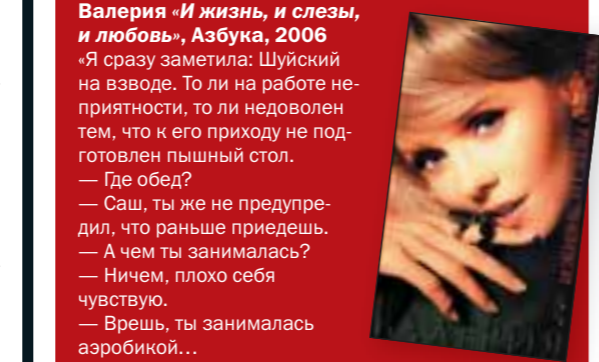 Валерия «И жизнь, и слезы,
и любовь», Азбука, 2006
«Я сразу заметила: Шуйский
на взводе. То ли на работе не-
приятности, то ли недоволен
тем, что к его приходу не под-
готовлен пышный стол.
— Где обед?
— Саш, ты же не предупре-
дил, что раньше приедешь.
— А чем ты занималась?
— Ничем, плохо себя
чувствую.
— Врешь, ты занималась
аэробикой…